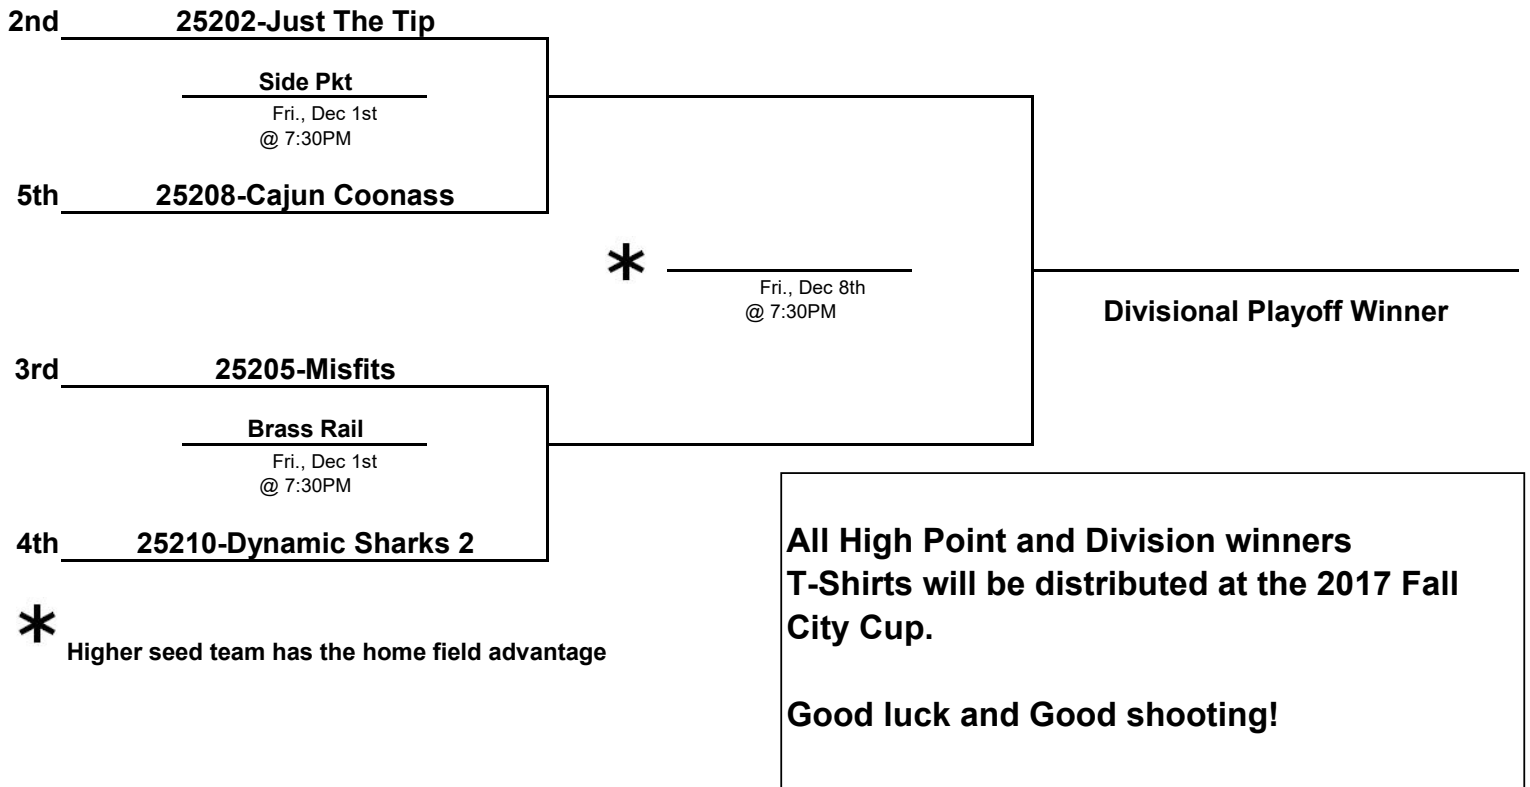 2nd 25202-Just The Tip
Side Pkt
Fri., Dec 1st
@ 7:30PM
5th 25208-Cajun Coonass
*
Fri., Dec 8th
@ 7:30PM
Divisional Playoff Winner
3rd 25205-Misfits
Brass Rail
Fri., Dec 1st
@ 7:30PM
4th 25210-Dynamic Sharks 2
* Higher seed team has the home field advantage
All High Point and Division winners
T-Shirts will be distributed at the 2017 Fall
City Cup.
Good luck and Good shooting!